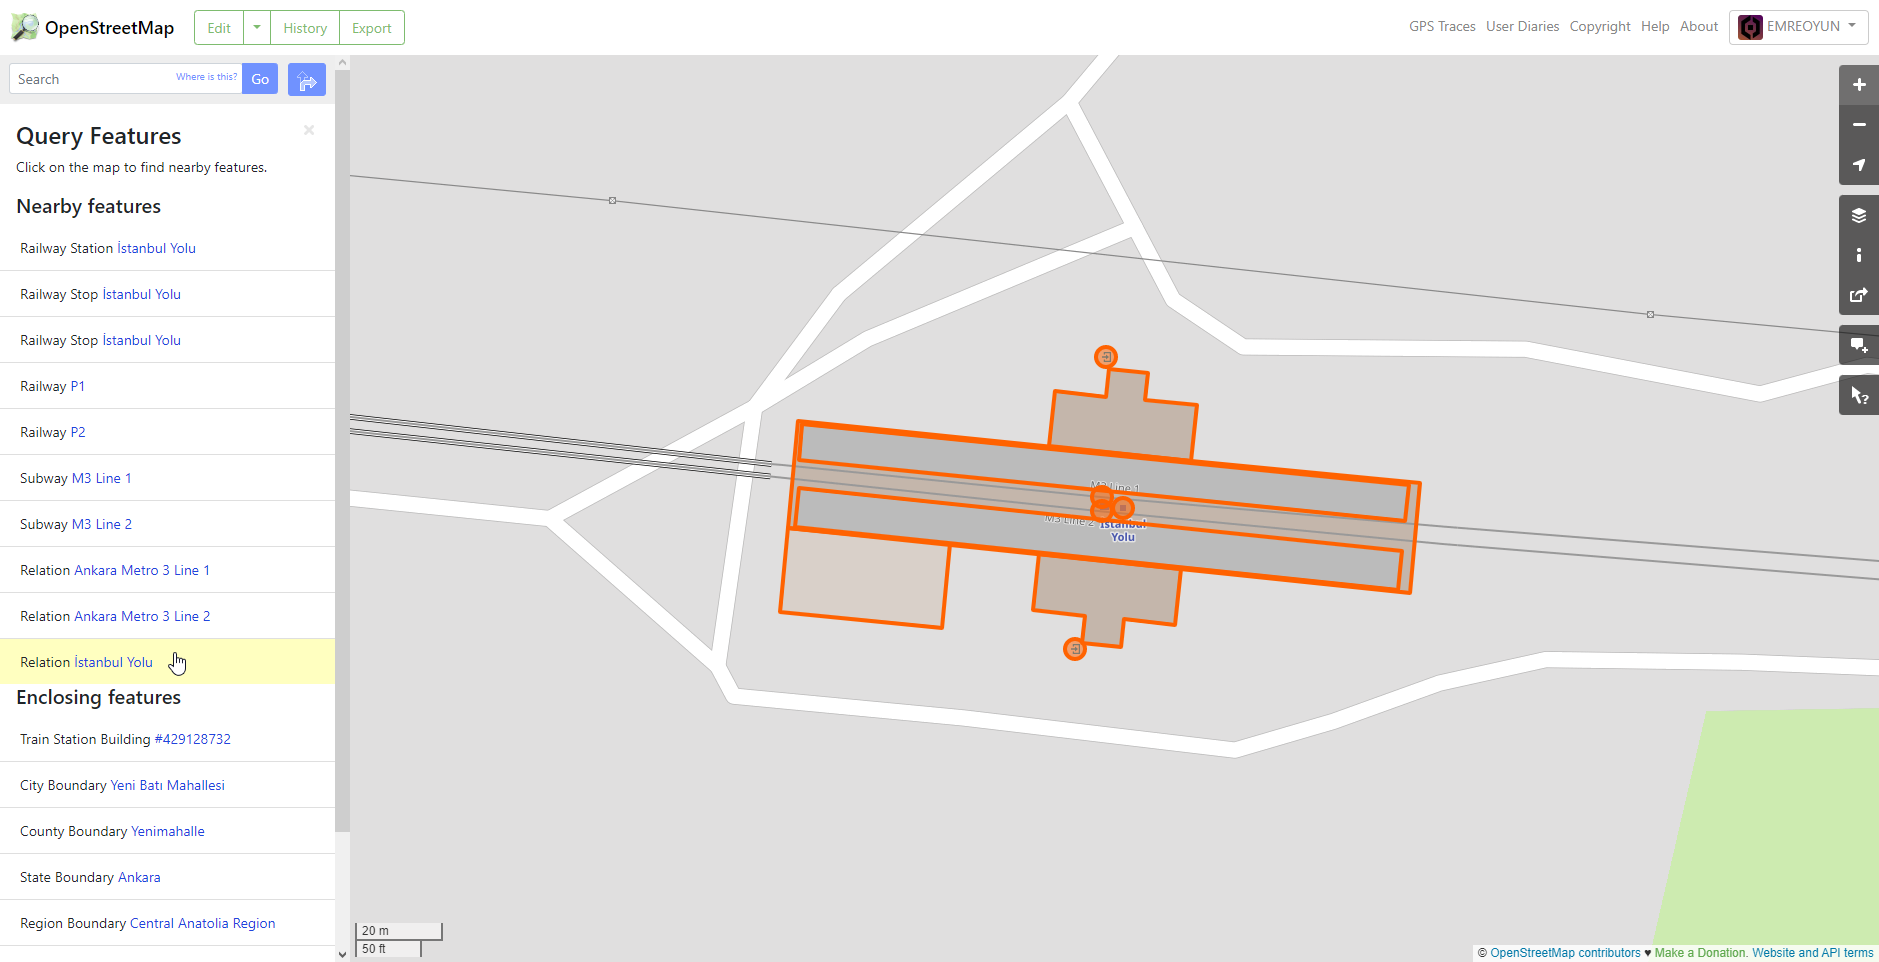 OpenStreetMap
Edit
History
Export
GPS Traces
User Diaries
Copyright
Help
About
EMREOYUN
Search
Where is this?
Go
Query Features
Click on the map to find nearby features.
Nearby features
Railway Station İstanbul Yolu
Railway Stop İstanbul Yolu
Railway Stop İstanbul Yolu
Railway P1
Railway P2
Subway M3 Line 1
Subway M3 Line 2
Relation Ankara Metro 3 Line 1
Relation Ankara Metro 3 Line 2
Relation İstanbul Yolu
Enclosing features
Train Station Building #429128732
City Boundary Yeni Batı Mahallesi
County Boundary Yenimahalle
State Boundary Ankara
Region Boundary Central Anatolia Region
M3 Line 1
M3 Line 2
İstanbul
Yolu
20 m
50 ft
© OpenStreetMap contributors ♥ Make a Donation. Website and API terms